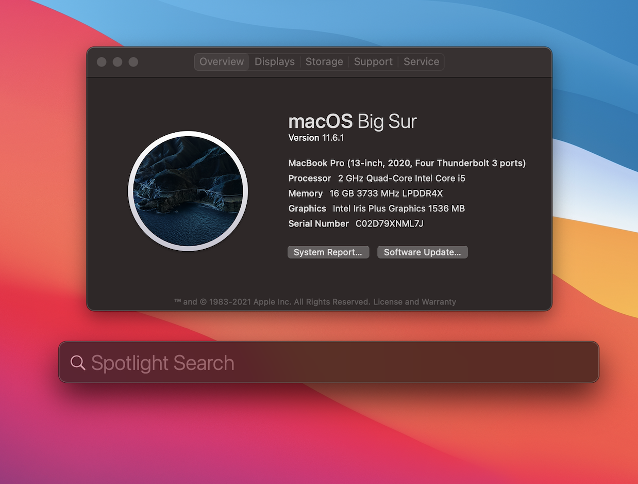 Overview Displays Storage Support Service
macOS Big Sur
Version 11.6.1
MacBook Pro (13-inch, 2020, Four Thunderbolt 3 ports)
Processor 2 GHz Quad-Core Intel Core i5
Memory 16 GB 3733 MHz LPDDR4X
Graphics Intel Iris Plus Graphics 1536 MB
Serial Number C02D79XNML7J
System Report... Software Update...
™ and © 1983-2021 Apple Inc. All Rights Reserved. License and Warranty
Spotlight Search